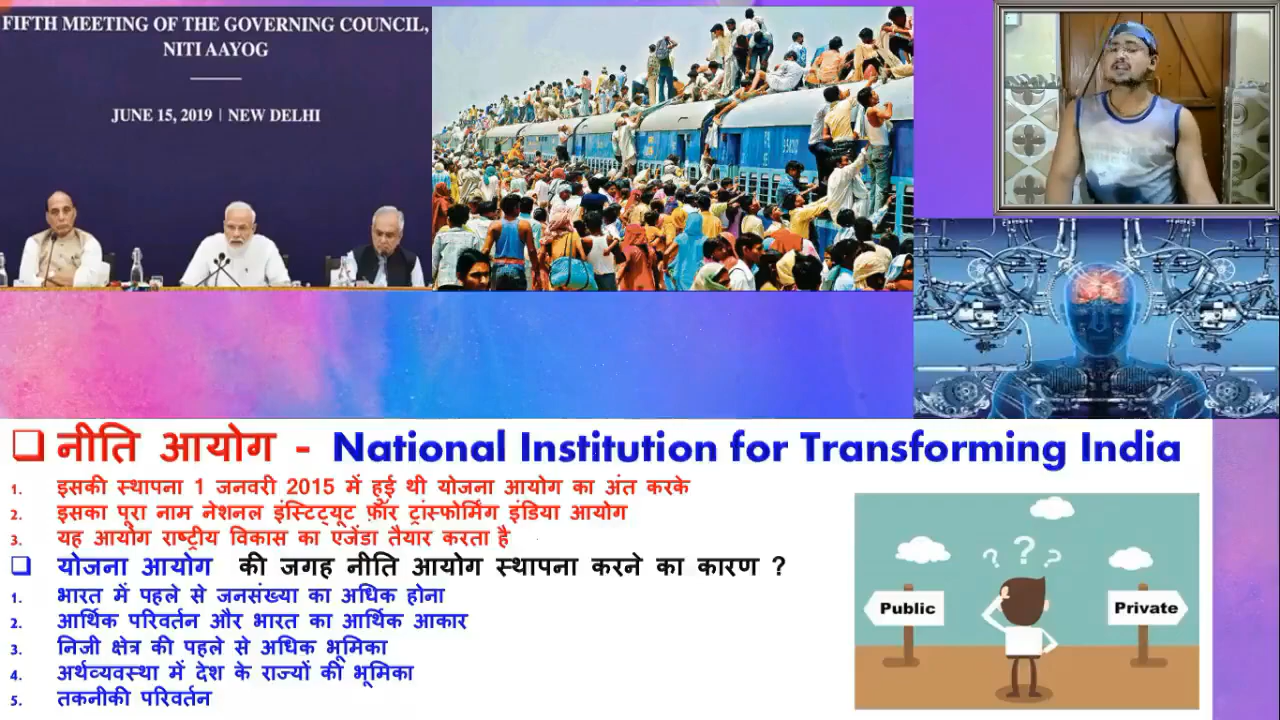 FIFTH MEETING OF THE GOVERNING COUNCIL,
NITI AAYOG
JUNE 15, 2019 | NEW DELHI
❑ नीति आयोग - National Institution for Transforming India
1. इसकी स्थापना 1 जनवरी 2015 में हुई थी योजना आयोग का अंत करके
2. इसका पूरा नाम नेशनल इंस्टिट्यूट फ़ॉर ट्रांस्फोर्मिंग इंडिया आयोग
3. यह आयोग राष्ट्रीय विकास का एजेंडा तैयार करता है
❑ योजना आयोग की जगह नीति आयोग स्थापना करने का कारण ?
1. भारत में पहले से जनसंख्या का अधिक होना
2. आर्थिक परिवर्तन और भारत का आर्थिक आकार
3. निजी क्षेत्र की पहले से अधिक भूमिका
4. अर्थव्यवस्था में देश के राज्यों की भूमिका
5. तकनीकी परिवर्तन
? ? ?
Public
Private